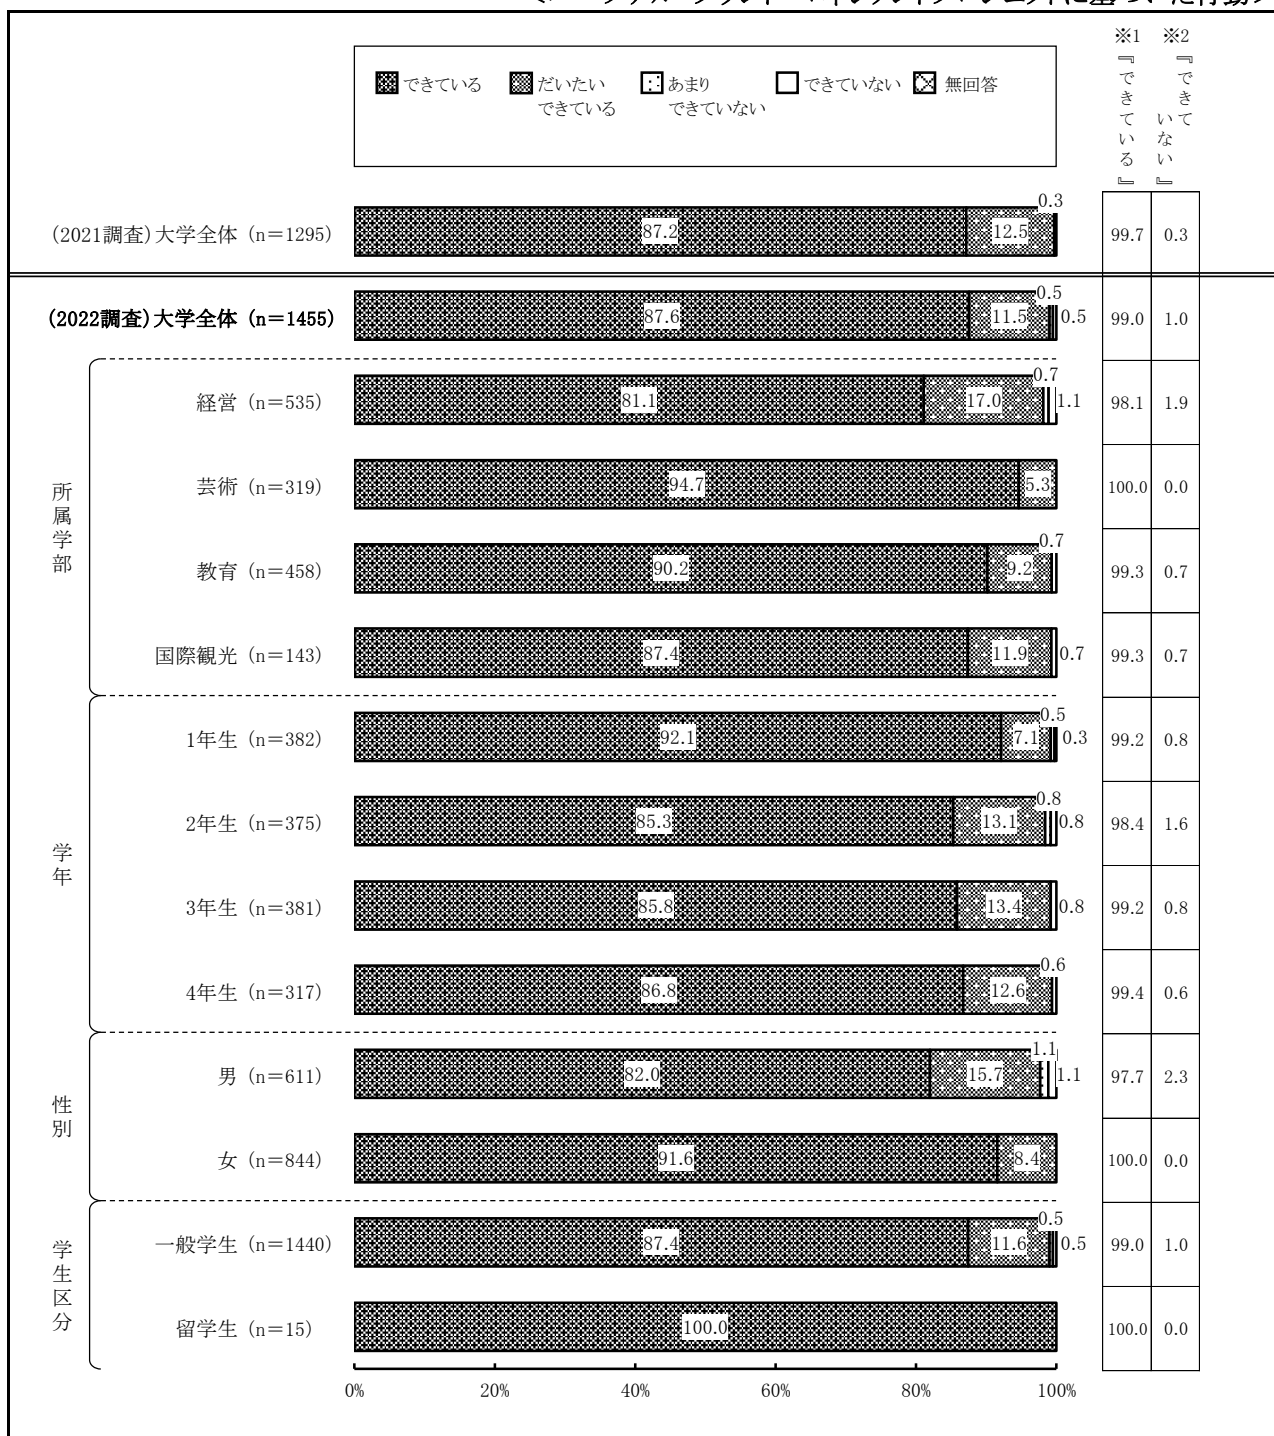 ※1 ※2
『できている』
『できていない』
できている だいたいできている あまりできていない できていない 無回答
0.3
(2021調査)大学全体 (n=1295) 87.2 12.5 99.7 0.3
0.5
(2022調査)大学全体 (n=1455) 87.6 11.5 0.5 99.0 1.0
所属学部
0.7
経営 (n=535) 81.1 17.0 1.1 98.1 1.9
芸術 (n=319) 94.7 5.3 100.0 0.0
0.7
教育 (n=458) 90.2 9.2 99.3 0.7
国際観光 (n=143) 87.4 11.9 0.7 99.3 0.7
学年
0.5
1年生 (n=382) 92.1 7.1 0.3 99.2 0.8
0.8
2年生 (n=375) 85.3 13.1 0.8 98.4 1.6
3年生 (n=381) 85.8 13.4 0.8 99.2 0.8
0.6
4年生 (n=317) 86.8 12.6 99.4 0.6
性別
1.1
男 (n=611) 82.0 15.7 1.1 97.7 2.3
女 (n=844) 91.6 8.4 100.0 0.0
学生区分
0.5
一般学生 (n=1440) 87.4 11.6 0.5 99.0 1.0
留学生 (n=15) 100.0 100.0 0.0
0% 20% 40% 60% 80% 100%